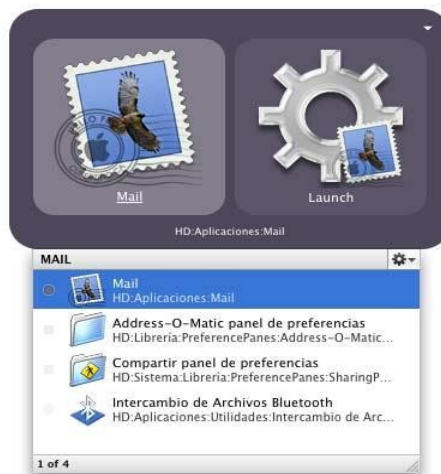 Mail
Launch
HD:Aplicaciones:Mail
MAIL
Mail
HD:Aplicaciones:Mail
Address-O-Matic panel de preferencias
HD:Librería:PreferencePanes:Address-O-Matic...
Compartir panel de preferencias
HD:Sistema:Librería:PreferencePanes:SharingP...
Intercambio de Archivos Bluetooth
HD:Aplicaciones:Utilidades:Intercambio de Arc...
1 of 4